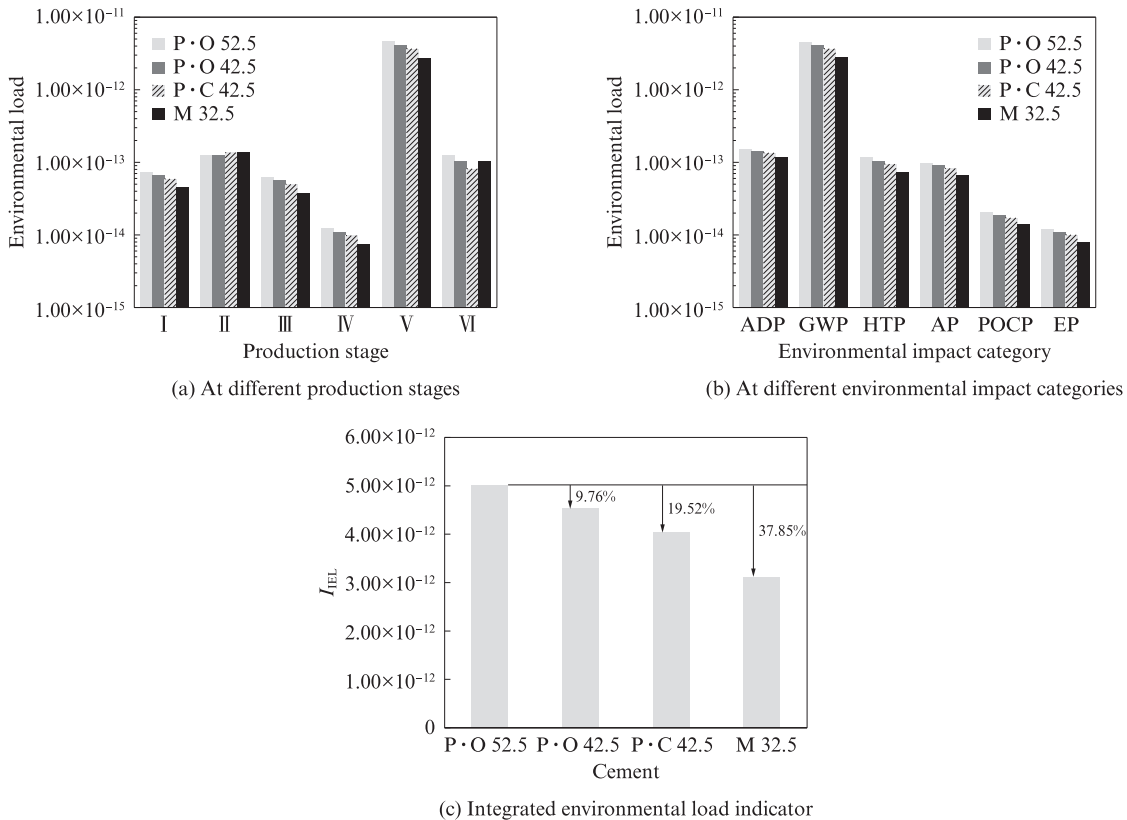 1.00×10⁻¹¹
1.00×10⁻¹²
1.00×10⁻¹³
1.00×10⁻¹⁴
1.00×10⁻¹⁵
Environmental load
P·O 52.5
P·O 42.5
P·C 42.5
M 32.5
Ⅰ Ⅱ Ⅲ Ⅳ Ⅴ Ⅵ
Production stage
(a) At different production stages
1.00×10⁻¹¹
1.00×10⁻¹²
1.00×10⁻¹³
1.00×10⁻¹⁴
1.00×10⁻¹⁵
Environmental load
P·O 52.5
P·O 42.5
P·C 42.5
M 32.5
ADP GWP HTP AP POCP EP
Environmental impact category
(b) At different environmental impact categories
6.00×10⁻¹²
5.00×10⁻¹²
4.00×10⁻¹²
3.00×10⁻¹²
2.00×10⁻¹²
1.00×10⁻¹²
0
I_IEL
9.76%
19.52%
37.85%
P·O 52.5 P·O 42.5 P·C 42.5 M 32.5
Cement
(c) Integrated environmental load indicator